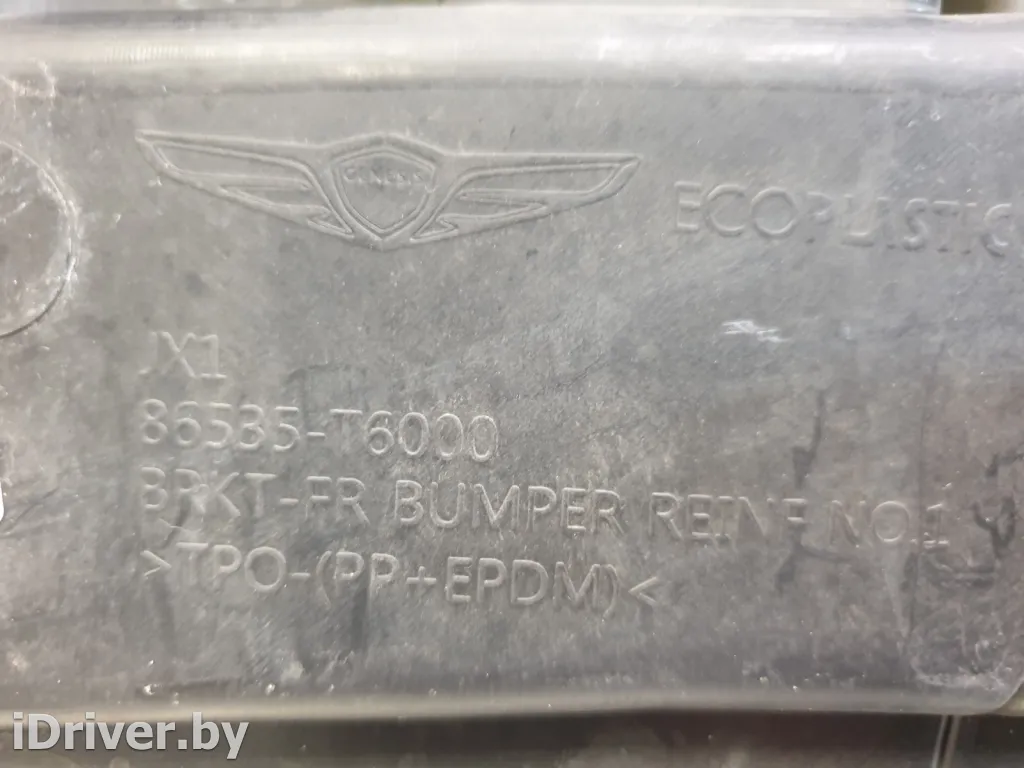 GENESIS
ECOPLASTIC
JX1
86535-T6000
BRKT-FR BUMPER REINF NO.1
>TPO-(PP+EPDM)<
iDriver.by